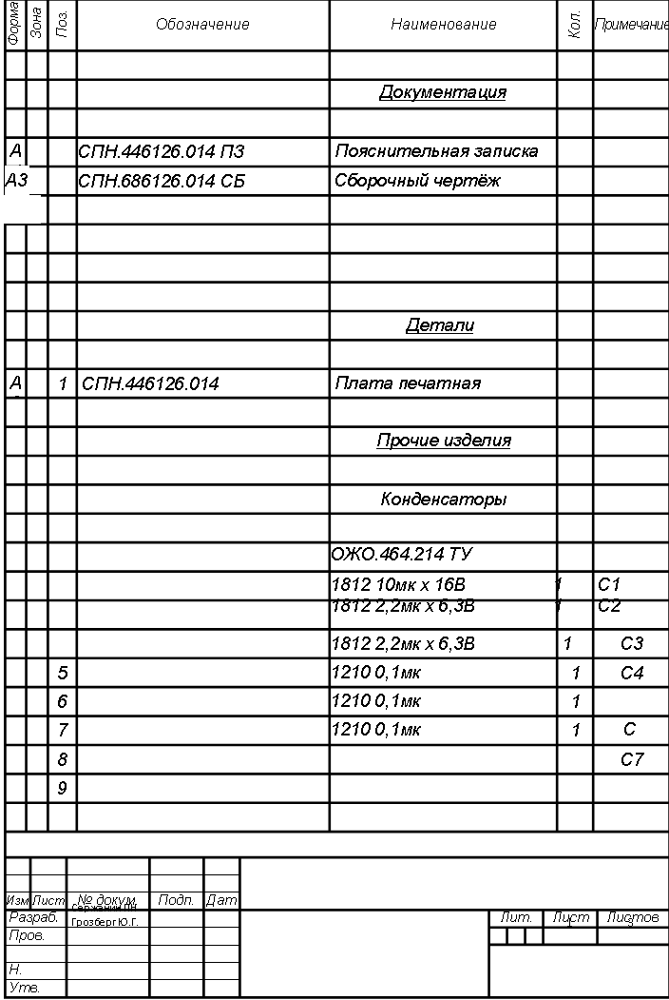 Форма Зона Поз. Обозначение Наименование Кол. Примечание
Документация
А СПН.446126.014 ПЗ Пояснительная записка
А3 СПН.686126.014 СБ Сборочный чертёж
Детали
А 1 СПН.446126.014 Плата печатная
Прочие изделия
Конденсаторы
ОЖО.464.214 ТУ
1812 10мк х 16В 1 С1
1812 2,2мк х 6,3В 1 С2
1812 2,2мк х 6,3В 1 С3
5 1210 0,1мк 1 С4
6 1210 0,1мк 1
7 1210 0,1мк 1 С
8 С7
9
Изм Лист № докум. Подп. Дат
Разраб. Лит. Лист Листов
Грозберг Ю.Г. 1 3
Пров.
Н.
Утв.